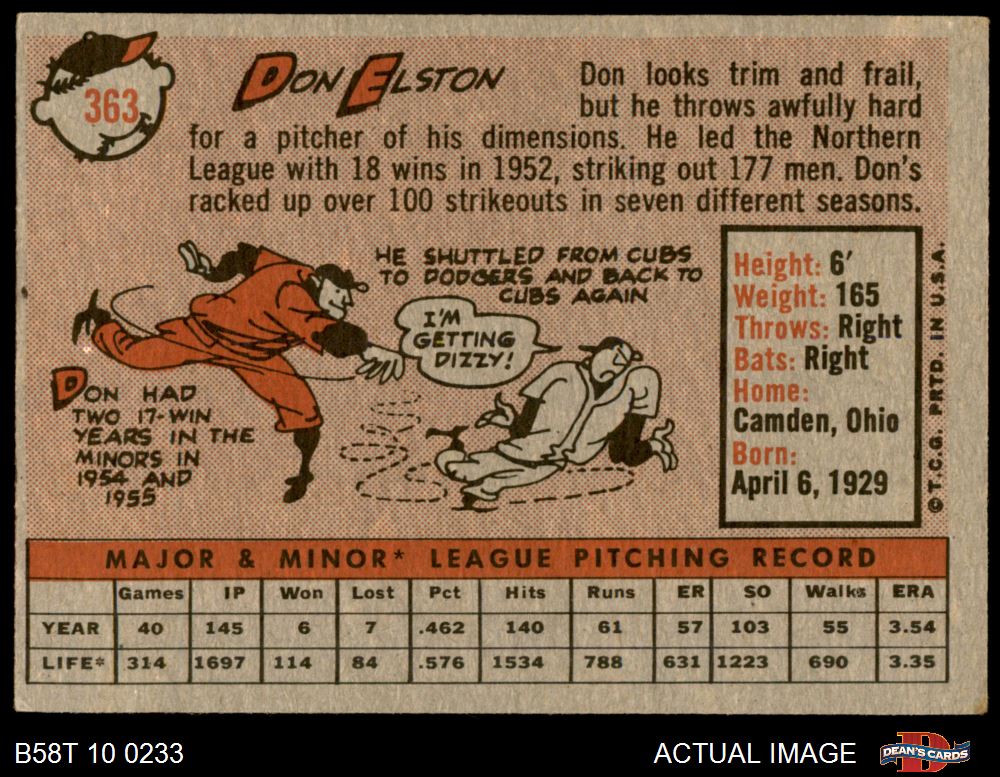 363
DON ELSTON
Don looks trim and frail,
but he throws awfully hard
for a pitcher of his dimensions. He led the Northern
League with 18 wins in 1952, striking out 177 men. Don's
racked up over 100 strikeouts in seven different seasons.
HE SHUTTLED FROM CUBS
TO DODGERS AND BACK TO
CUBS AGAIN
I'M
GETTING
DIZZY!
DON HAD
TWO 17-WIN
YEARS IN THE
MINORS IN
1954 AND
1955
Height: 6'
Weight: 165
Throws: Right
Bats: Right
Home:
Camden, Ohio
Born:
April 6, 1929
© T.C.G. PRTD. IN U.S.A.
MAJOR & MINOR* LEAGUE PITCHING RECORD
Games IP Won Lost Pct Hits Runs ER SO Walks ERA
YEAR 40 145 6 7 .462 140 61 57 103 55 3.54
LIFE* 314 1697 114 84 .576 1534 788 631 1223 690 3.35
B58T 10 0233
ACTUAL IMAGE
DEAN'S CARDS